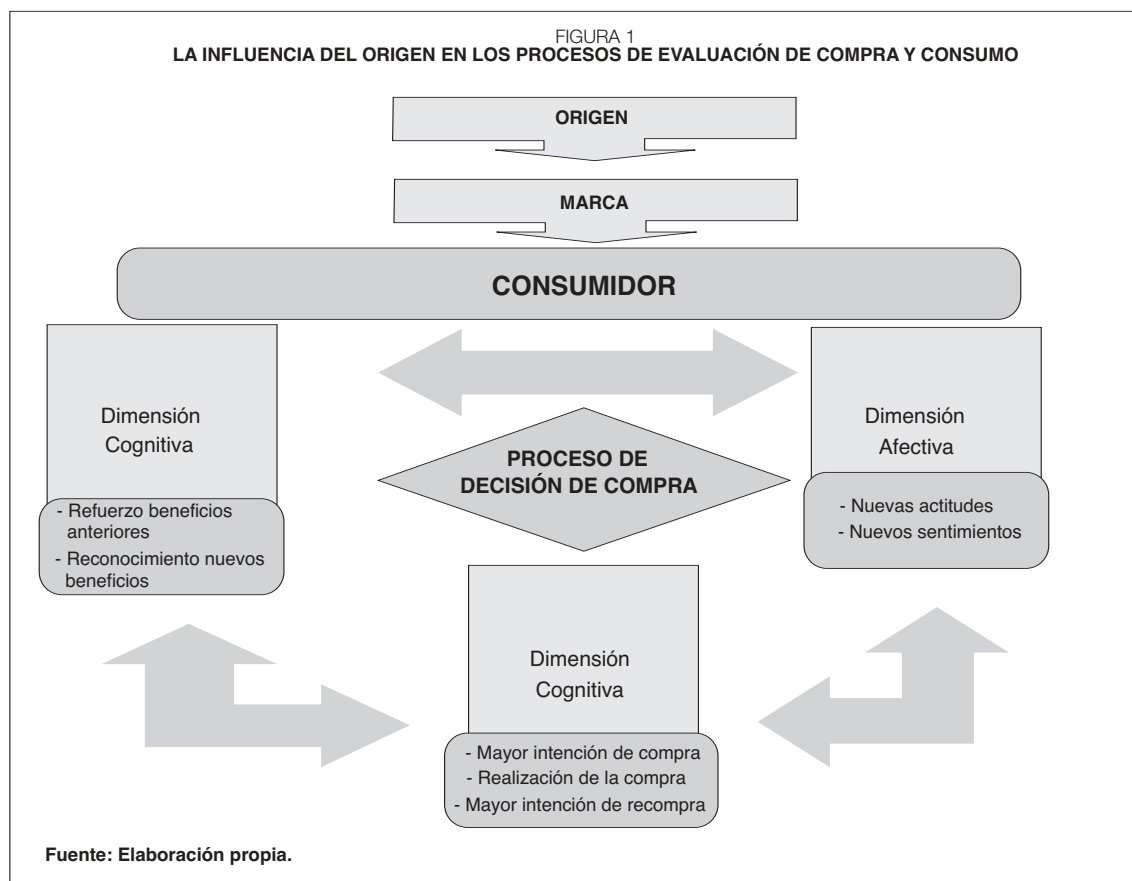 FIGURA 1
LA INFLUENCIA DEL ORIGEN EN LOS PROCESOS DE EVALUACIÓN DE COMPRA Y CONSUMO
ORIGEN
MARCA
CONSUMIDOR
Dimensión
Cognitiva
- Refuerzo beneficios
anteriores
- Reconocimiento nuevos
beneficios
PROCESO DE
DECISIÓN DE COMPRA
Dimensión
Afectiva
- Nuevas actitudes
- Nuevos sentimientos
Dimensión
Cognitiva
- Mayor intención de compra
- Realización de la compra
- Mayor intención de recompra
Fuente: Elaboración propia.